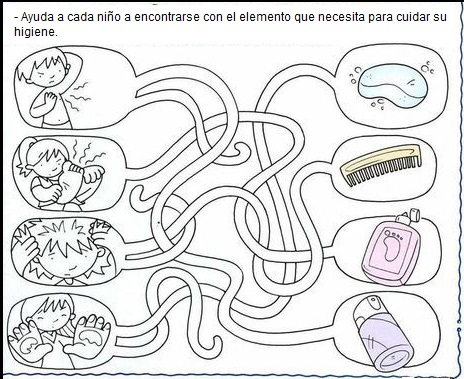 - Ayuda a cada niño a encontrarse con el elemento que necesita para cuidar su
higiene.